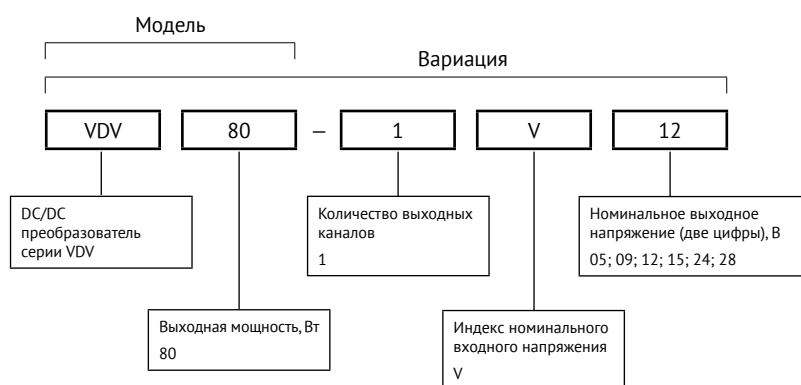 Модель
Вариация
VDV 80 – 1 V 12
DC/DC
преобразователь
серии VDV
Количество выходных
каналов
1
Номинальное выходное
напряжение (две цифры), В
05; 09; 12; 15; 24; 28
Выходная мощность, Вт
80
Индекс номинального
входного напряжения
V